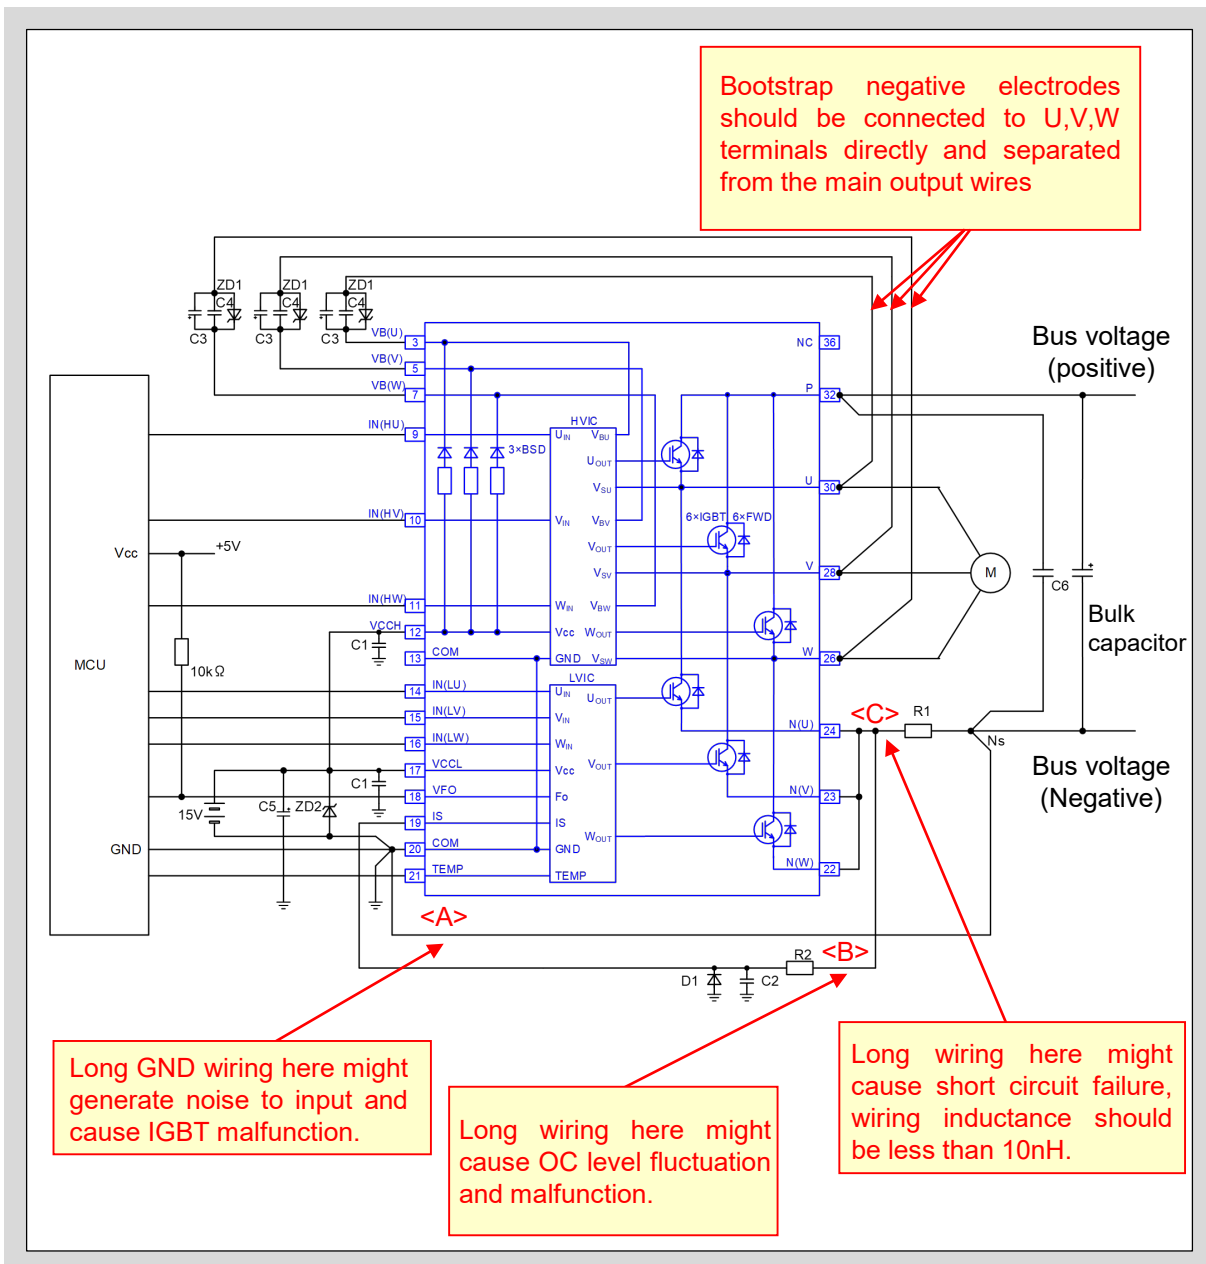 Bootstrap negative electrodes
should be connected to U,V,W
terminals directly and separated
from the main output wires
ZD1
ZD1
ZD1
C4
C4
C4
C3
C3
C3
VB(U)
3
VB(V)
5
VB(W)
7
NC 36
Bus voltage
(positive)
P 32
IN(HU)
9
HVIC
UIN
VBU
3×BSD
UOUT
VSU
U 30
IN(HV)
10
VIN
VBV
6×IGBT 6×FWD
VOUT
Vcc
+5V
VSV
V 28
M
C6
IN(HW)
11
WIN
VBW
Bulk
capacitor
VCCH
12
Vcc
WOUT
C1
COM
13
GND
VSW
W 26
MCU
10kΩ
LVIC
IN(LU)
14
UIN
UOUT
IN(LV)
15
VIN
N(U) 24
<C>
R1
Ns
IN(LW)
16
WIN
VCCL
17
Vcc
VOUT
Bus voltage
(Negative)
C1
VFO
18
Fo
N(V) 23
15V
C5
ZD2
IS
19
IS
WOUT
GND
COM
20
GND
N(W) 22
TEMP
21
TEMP
<A>
<B>
R2
D1
C2
Long GND wiring here might
generate noise to input and
cause IGBT malfunction.
Long wiring here might
cause OC level fluctuation
and malfunction.
Long wiring here might
cause short circuit failure,
wiring inductance should
be less than 10nH.